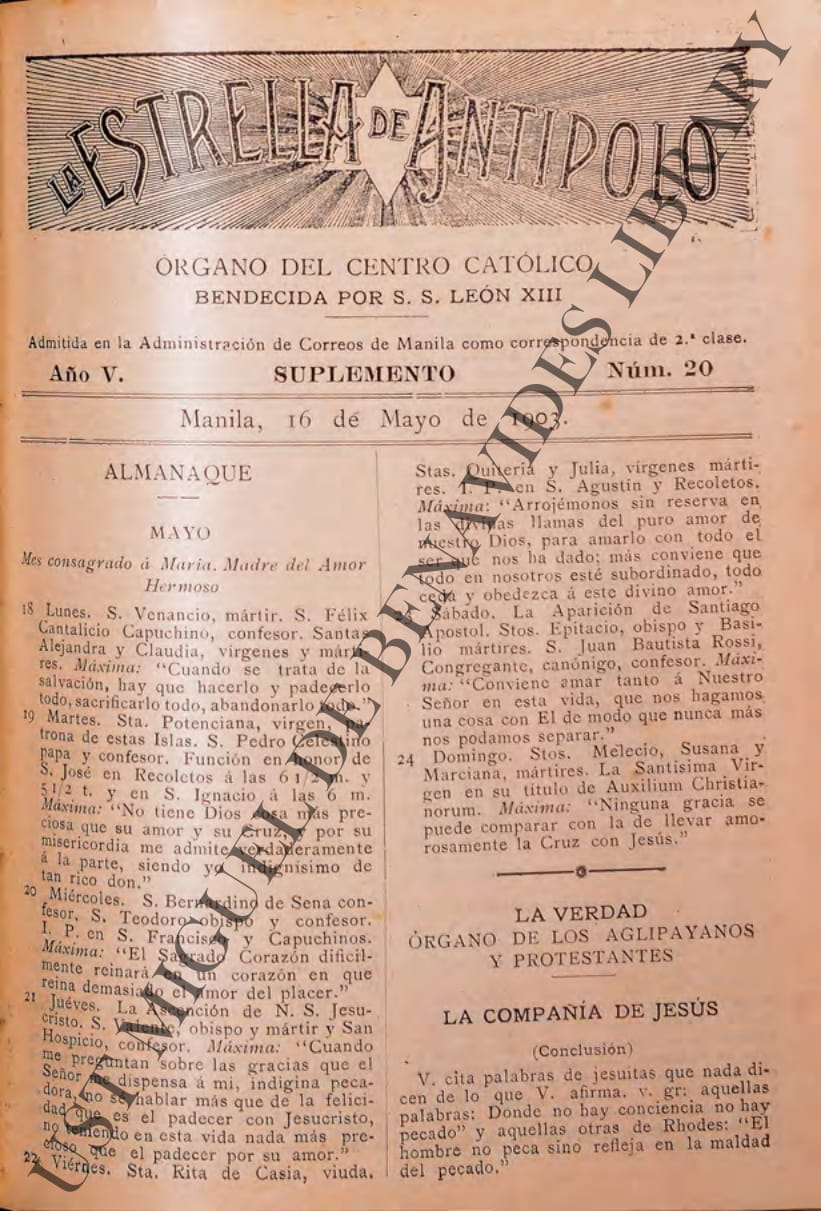 LA ESTRELLA DE ANTIPOLO
ÓRGANO DEL CENTRO CATÓLICO
BENDECIDA POR S. S. LEÓN XIII
Admitida en la Administración de Correos de Manila como correspondencia de 2.ª clase.
Año V. SUPLEMENTO Núm. 20
Manila, 16 de Mayo de 1903.
ALMANAQUE
MAYO
Mes consagrado á María. Madre del Amor
Hermoso
18 Lunes. S. Venancio, mártir. S. Félix
Cantalicio Capuchino, confesor. Santas
Alejandra y Claudia, vírgenes y márti-
res. Máxima: "Cuando se trata de la
salvación, hay que hacerlo y padecerlo
todo, sacrificarlo todo, abandonarlo todo."
19 Martes. Sta. Potenciana, virgen, pa-
trona de estas Islas. S. Pedro Celestino
papa y confesor. Función en honor de
S. José en Recoletos á las 6 1/2 m. y
5 1/2 t. y en S. Ignacio á las 6 m.
Máxima: "No tiene Dios cosa más pre-
ciosa que su amor y su Cruz, y por su
misericordia me admite verdaderamente
á la parte, siendo yo indignísimo de
tan rico don."
20 Miércoles. S. Bernardino de Sena con-
fesor. S. Teodoro obispo y confesor.
I. P. en S. Francisco y Capuchinos.
Máxima: "El Sagrado Corazón dificil-
mente reinará en un corazón en que
reina demasiado el amor del placer."
21 Juéves. La Ascención de N. S. Jesu-
cristo. S. Valente, obispo y mártir y San
Hospicio, confesor. Máxima: "Cuando
me preguntan sobre las gracias que el
Señor me dispensa á mi, indigina peca-
dora, no se hablar más que de la felici-
dad que es el padecer con Jesucristo,
no teniendo en esta vida nada más pre-
cioso que el padecer por su amor."
22 Viérnes. Sta. Rita de Casia, viuda.
Stas. Quiteria y Julia, vírgenes márti-
res. I. P. en S. Agustín y Recoletos.
Máxima: "Arrojémonos sin reserva en
las divinas llamas del puro amor de
nuestro Dios, para amarlo con todo el
ser que nos ha dado; más conviene que
todo en nosotros esté subordinado, todo
ceda y obedezca á este divino amor."
23 Sábado. La Aparición de Santiago
Apostol. Stos. Epitacio, obispo y Basi-
lio mártires. S. Juan Bautista Rossi,
Congregante, canónigo, confesor. Máxi-
ma: "Conviene amar tanto á Nuestro
Señor en esta vida, que nos hagamos
una cosa con El de modo que nunca más
nos podamos separar."
24 Domingo. Stos. Melecio, Susana y
Marciana, mártires. La Santísima Vir-
gen en su título de Auxilium Christia-
norum. Máxima: "Ninguna gracia se
puede comparar con la de llevar amo-
rosamente la Cruz con Jesús."
LA VERDAD
ÓRGANO DE LOS AGLIPAYANOS
Y PROTESTANTES
LA COMPAÑÍA DE JESÚS
(Conclusión)
V. cita palabras de jesuitas que nada di-
cen de lo que V. afirma. v. gr: aquellas
palabras: Donde no hay conciencia no hay
pecado" y aquellas otras de Rhodes: "El
hombre no peca sino refleja en la maldad
del pecado."
UST MIGUEL DE BENAVIDES LIBRARY